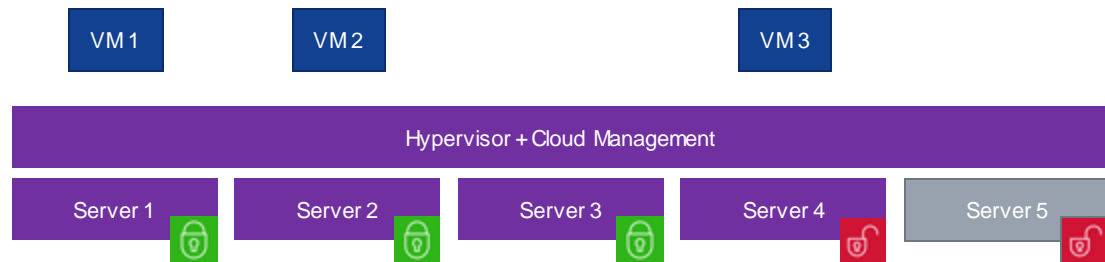 VM 1
VM 2
VM 3
Hypervisor + Cloud Management
Server 1
Server 2
Server 3
Server 4
Server 5